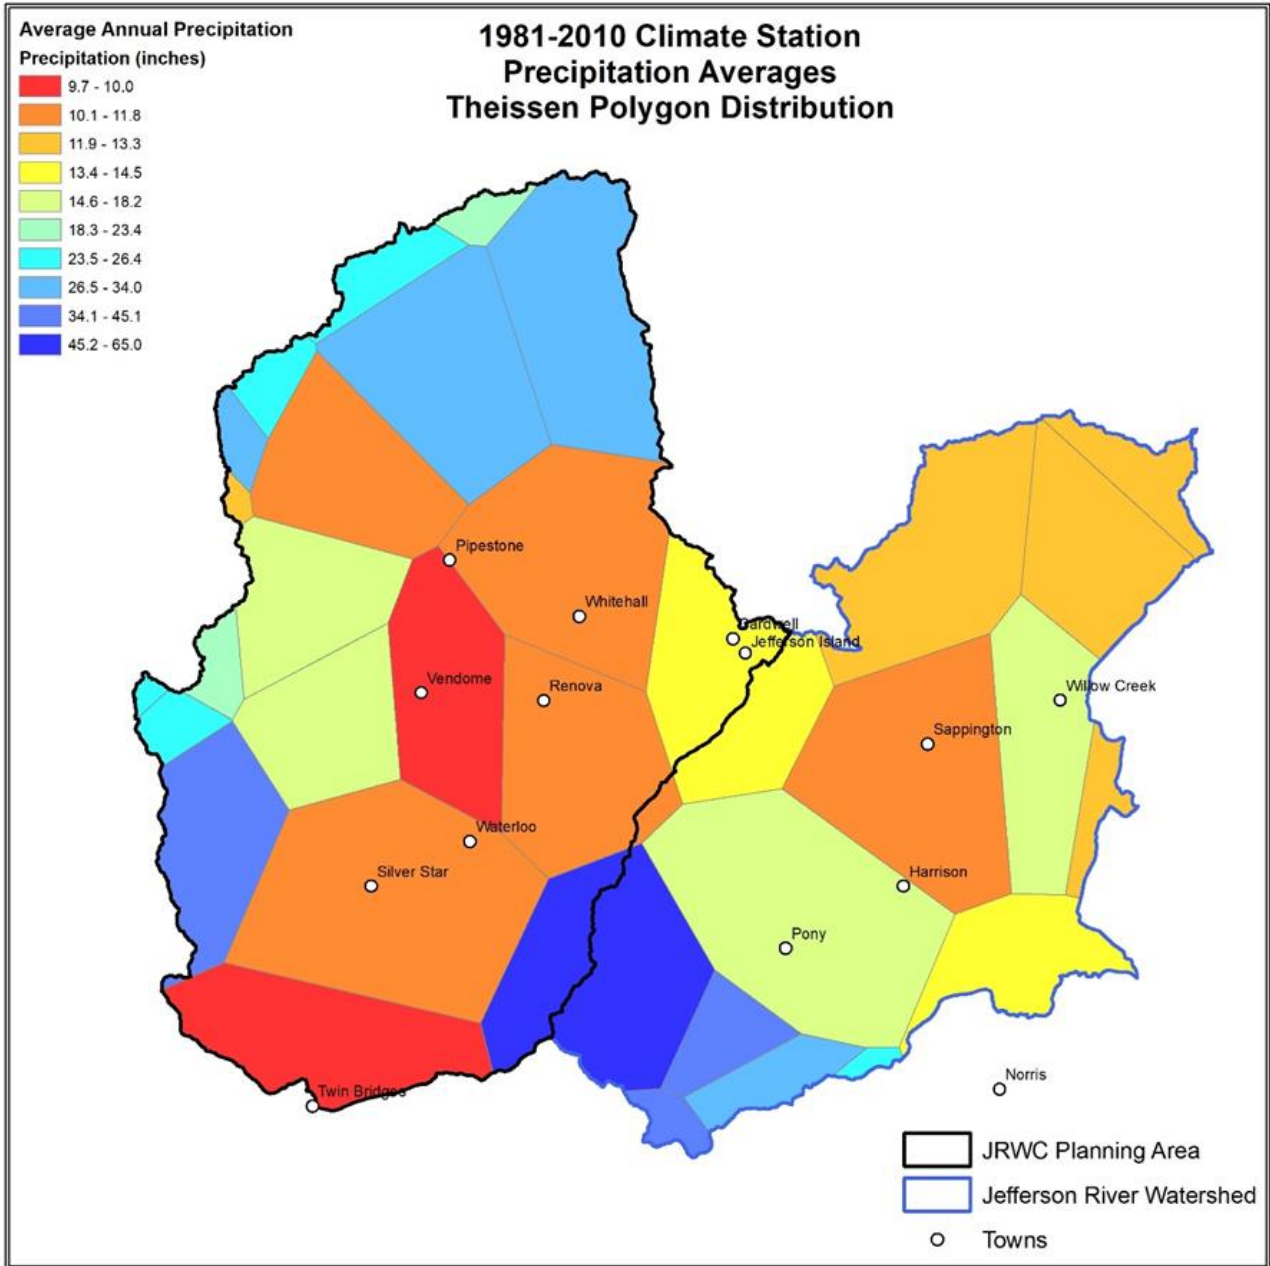 Average Annual Precipitation
Precipitation (inches)
9.7 - 10.0
10.1 - 11.8
11.9 - 13.3
13.4 - 14.5
14.6 - 18.2
18.3 - 23.4
23.5 - 26.4
26.5 - 34.0
34.1 - 45.1
45.2 - 65.0
1981-2010 Climate Station
Precipitation Averages
Theissen Polygon Distribution
Pipestone
Whitehall
Cardwell
Jefferson Island
Vendome
Renova
Willow Creek
Sappington
Waterloo
Silver Star
Harrison
Pony
Twin Bridges
Norris
JRWC Planning Area
Jefferson River Watershed
Towns